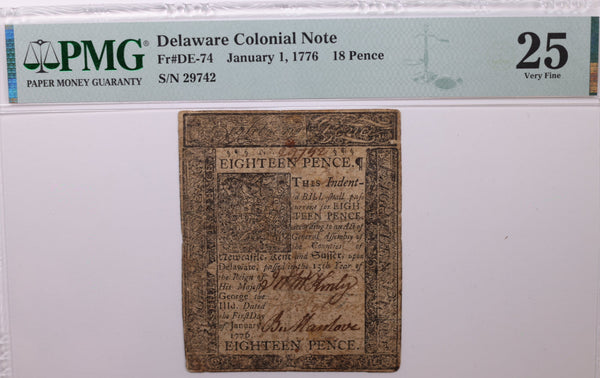 PMG® Delaware Colonial Note
Fr#DE-74 January 1, 1776 18 Pence
PAPER MONEY GUARANTY
S/N 29742
25
Very Fine
29742
EIGHTEEN PENCE.¶
THIS Indent-
ed BILL shall pass
current for EIGH-
TEEN PENCE,
according to an Act of
General Assembly of
the Counties of
Newcastle, Kent and Sussex, upon
Delaware, passed in the 15th Year of
the Reign of
His Majesty
George the
IIId. Dated
the First Day
of January,
1776.
EIGHTEEN PENCE.